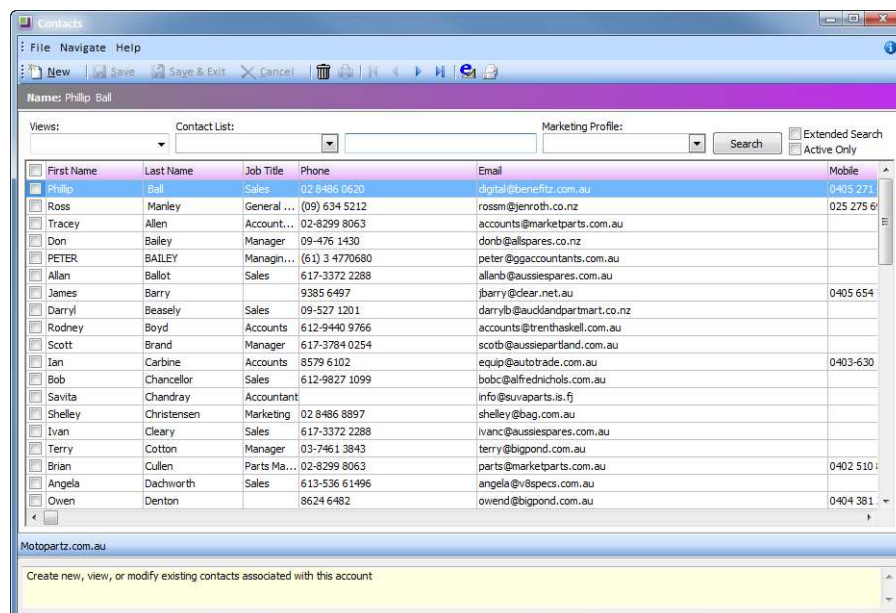 Contacts
File Navigate Help
New Save Save & Exit Cancel
Name: Phillip Ball
Views: Contact List: Marketing Profile:
Search Extended Search
Active Only
First Name Last Name Job Title Phone Email Mobile
Phillip Ball Sales 02 8486 0620 digital@benefitz.com.au 0405 271
Ross Manley General ... (09) 634 5212 rossm@jenroth.co.nz 025 275 6
Tracey Allen Account... 02-8299 8063 accounts@marketparts.com.au
Don Bailey Manager 09-476 1430 donb@allspares.co.nz
PETER BAILEY Managin... (61) 3 4770680 peter@ggaccountants.com.au
Allan Ballot Sales 617-3372 2288 allanb@aussiespares.com.au
James Barry 9385 6497 jbarry@clear.net.au 0405 654
Darryl Beasely Sales 09-527 1201 darrylb@aucklandpartmart.co.nz
Rodney Boyd Accounts 612-9440 9766 accounts@trenthaskell.com.au
Scott Brand Manager 617-3784 0254 scotb@aussiepartland.com.au
Ian Carbine Accounts 8579 6102 equip@autotrade.com.au 0403-630
Bob Chancellor Sales 612-9827 1099 bobc@alfrednichols.com.au
Savita Chandray Accountant info@suvaparts.is.fj
Shelley Christensen Marketing 02 8486 8897 shelley@bag.com.au
Ivan Cleary Sales 617-3372 2288 ivanc@aussiespares.com.au
Terry Cotton Manager 03-7461 3843 terry@bigpond.com.au
Brian Cullen Parts Ma... 02-8299 8063 parts@marketparts.com.au 0402 510
Angela Dachworth Sales 613-536 61496 angela@v8specs.com.au
Owen Denton 8624 6482 owend@bigpond.com.au 0404 381
Motopartz.com.au
Create new, view, or modify existing contacts associated with this account